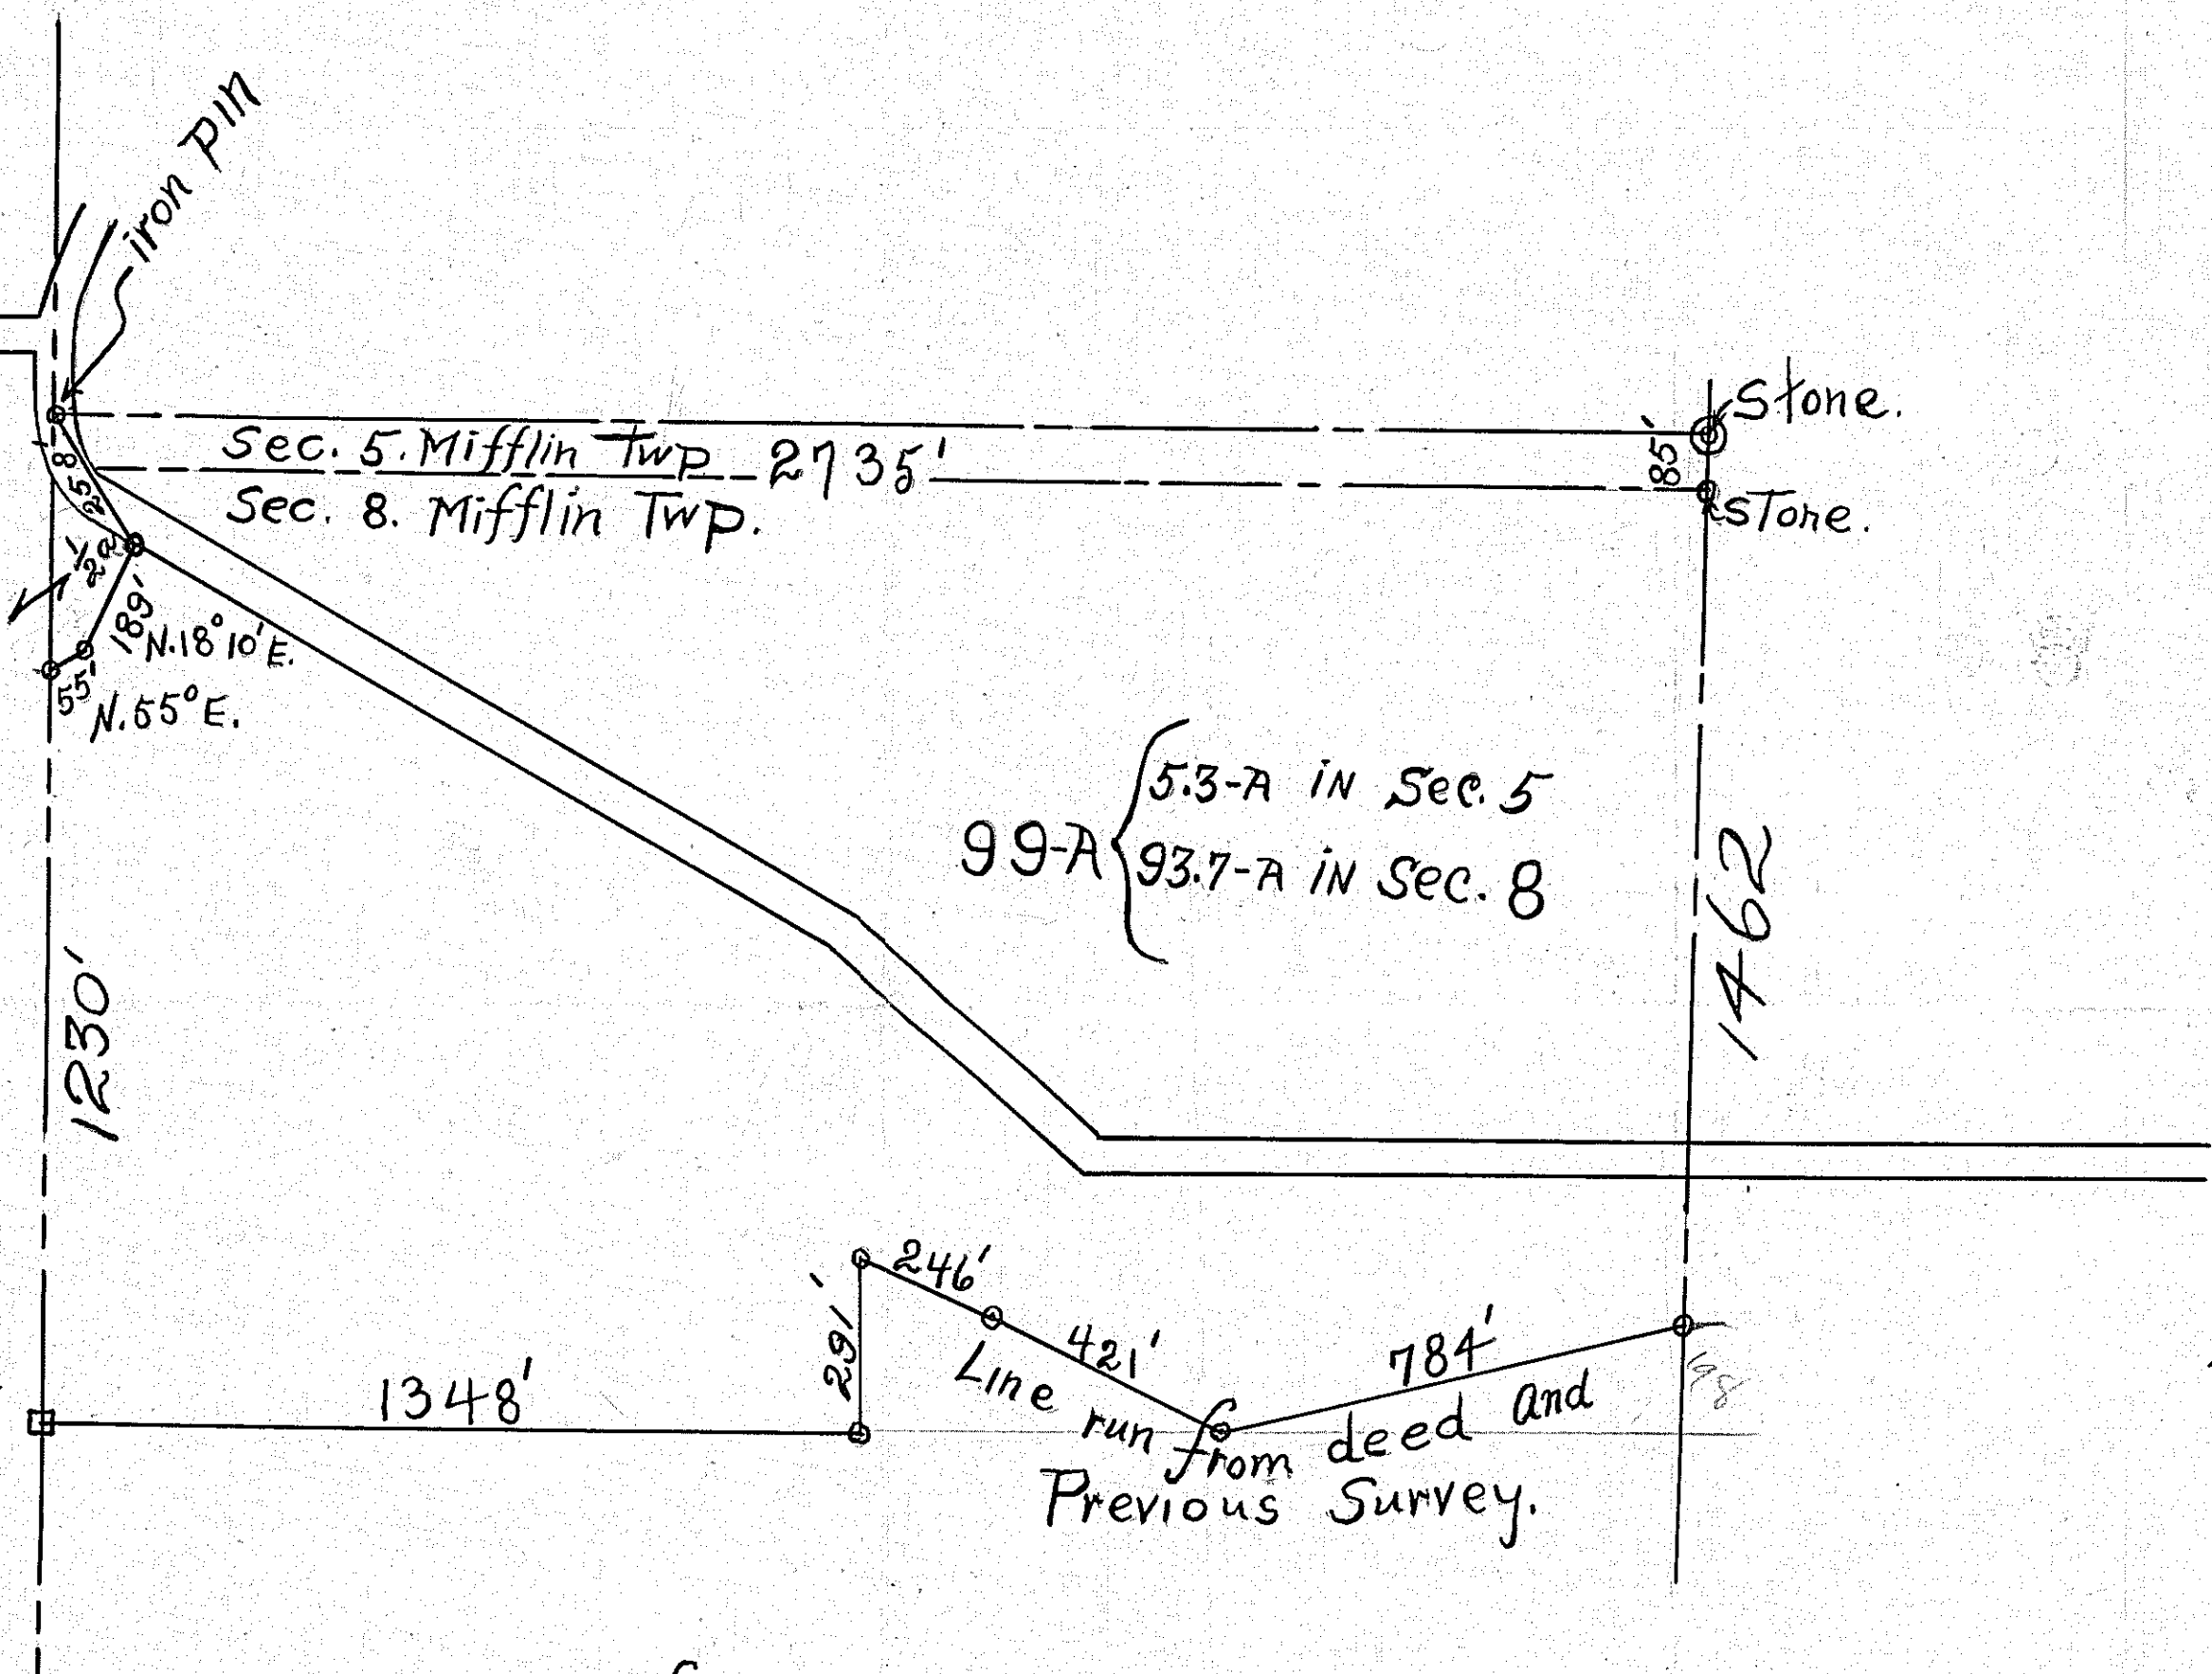 iron PIN
Stone.
Sec. 5. Mifflin Twp 2735'
85'
Sec. 8. Mifflin Twp.
STone.
258'
1/2a
189'
N.18°10'E.
55'
N.55°E.
5.3-A in Sec. 5
99-A
93.7-A in Sec. 8
1462
1230'
246'
291'
421'
784'
1348'
Line run from deed and
Previous Survey.